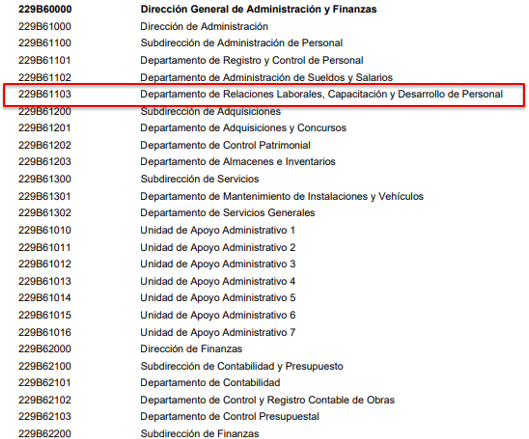 229B60000 Dirección General de Administración y Finanzas
229B61000 Dirección de Administración
229B61100 Subdirección de Administración de Personal
229B61101 Departamento de Registro y Control de Personal
229B61102 Departamento de Administración de Sueldos y Salarios
229B61103 Departamento de Relaciones Laborales, Capacitación y Desarrollo de Personal
229B61200 Subdirección de Adquisiciones
229B61201 Departamento de Adquisiciones y Concursos
229B61202 Departamento de Control Patrimonial
229B61203 Departamento de Almacenes e Inventarios
229B61300 Subdirección de Servicios
229B61301 Departamento de Mantenimiento de Instalaciones y Vehículos
229B61302 Departamento de Servicios Generales
229B61010 Unidad de Apoyo Administrativo 1
229B61011 Unidad de Apoyo Administrativo 2
229B61012 Unidad de Apoyo Administrativo 3
229B61013 Unidad de Apoyo Administrativo 4
229B61014 Unidad de Apoyo Administrativo 5
229B61015 Unidad de Apoyo Administrativo 6
229B61016 Unidad de Apoyo Administrativo 7
229B62000 Dirección de Finanzas
229B62100 Subdirección de Contabilidad y Presupuesto
229B62101 Departamento de Contabilidad
229B62102 Departamento de Control y Registro Contable de Obras
229B62103 Departamento de Control Presupuestal
229B62200 Subdirección de Finanzas